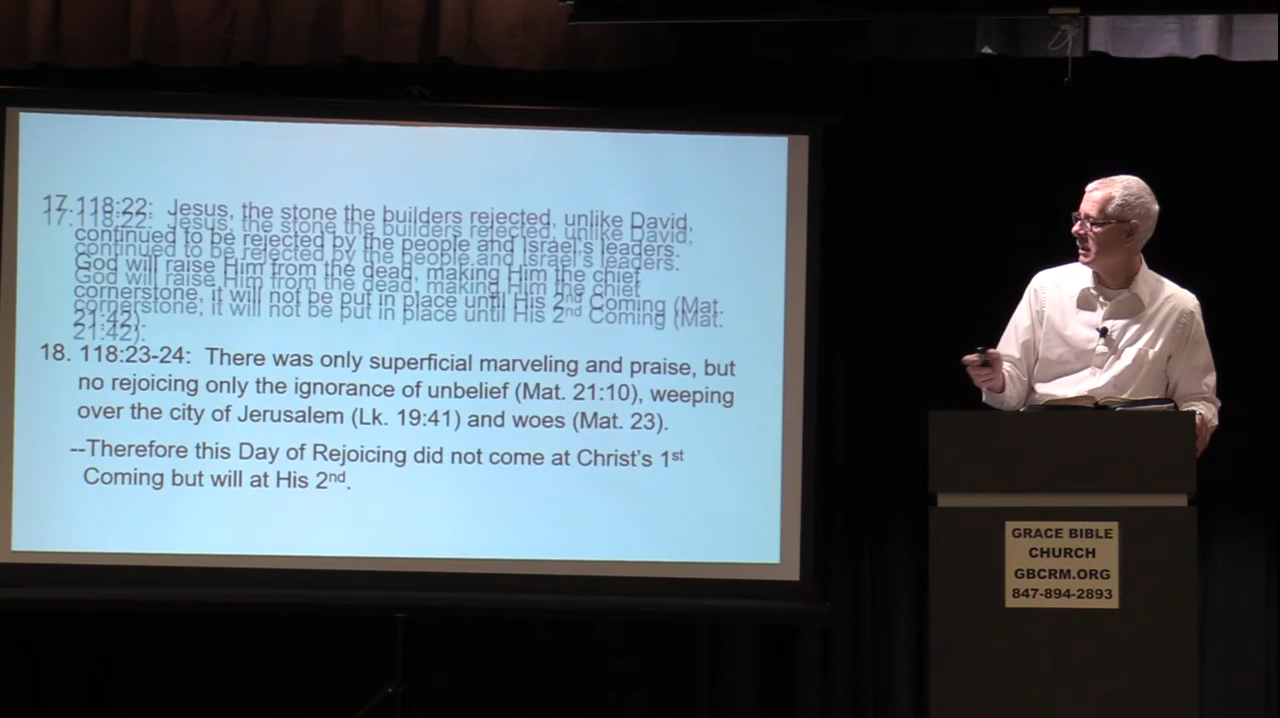 17.118:22: Jesus, the stone the builders rejected, unlike David,
continued to be rejected by the people and Israel's leaders.
God will raise Him from the dead, making Him the chief
cornerstone, it will not be put in place until His 2nd Coming (Mat.
21:42).
18. 118:23-24: There was only superficial marveling and praise, but
no rejoicing only the ignorance of unbelief (Mat. 21:10), weeping
over the city of Jerusalem (Lk. 19:41) and woes (Mat. 23).
--Therefore this Day of Rejoicing did not come at Christ's 1st
Coming but will at His 2nd.
GRACE BIBLE
CHURCH
GBCRM.ORG
847-894-2893